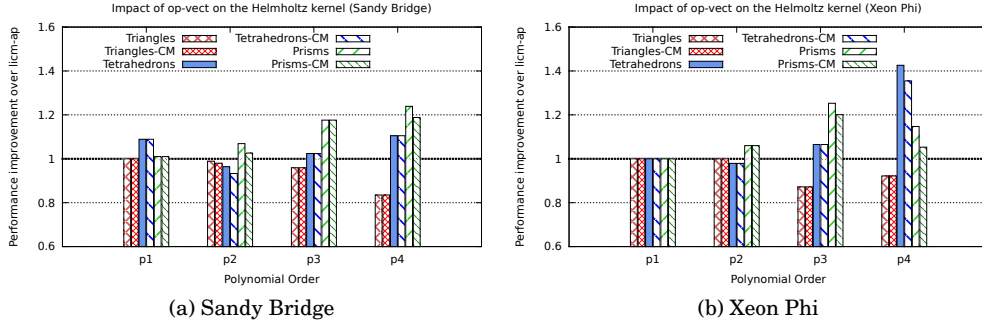 Impact of op-vect on the Helmholtz kernel (Sandy Bridge)
Performance improvement over licm-ap
1.6
1.4
1.2
1
0.8
0.6
Triangles
Triangles-CM
Tetrahedrons
Tetrahedrons-CM
Prisms
Prisms-CM
p1
p2
p3
p4
Polynomial Order
(a) Sandy Bridge
Impact of op-vect on the Helmoltz kernel (Xeon Phi)
Performance improvement over licm-ap
1.6
1.4
1.2
1
0.8
0.6
Triangles
Triangles-CM
Tetrahedrons
Tetrahedrons-CM
Prisms
Prisms-CM
p1
p2
p3
p4
Polynomial Order
(b) Xeon Phi